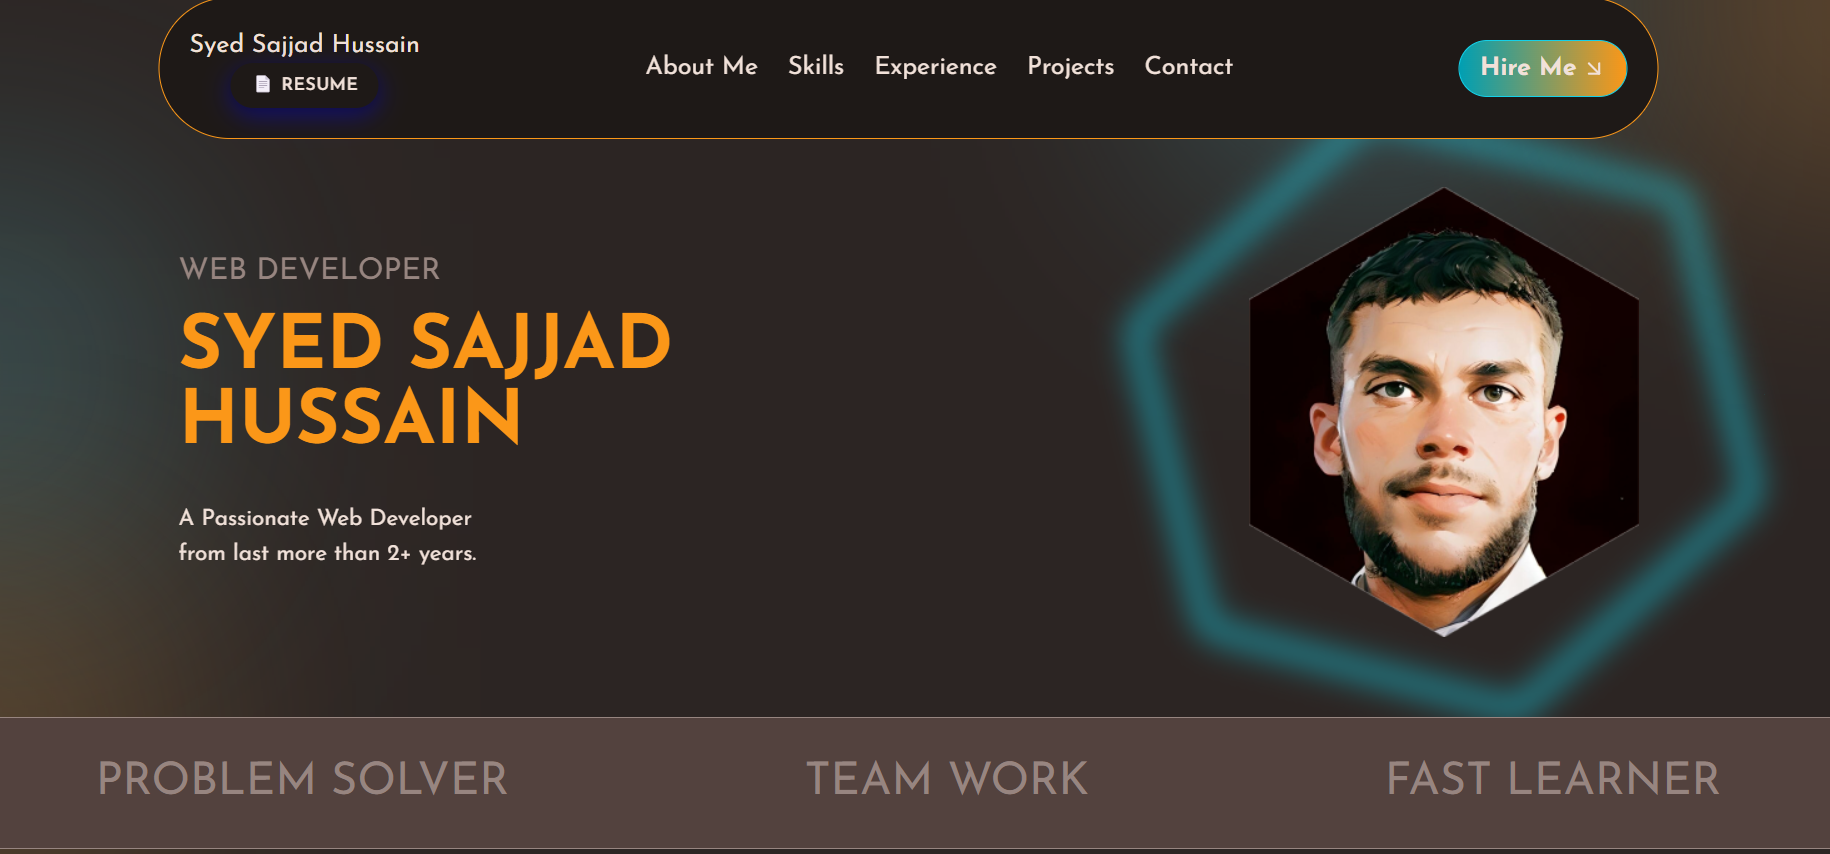 Syed Sajjad Hussain
RESUME
About Me
Skills
Experience
Projects
Contact
Hire Me
WEB DEVELOPER
SYED SAJJAD
HUSSAIN
A Passionate Web Developer
from last more than 2+ years.
PROBLEM SOLVER
TEAM WORK
FAST LEARNER